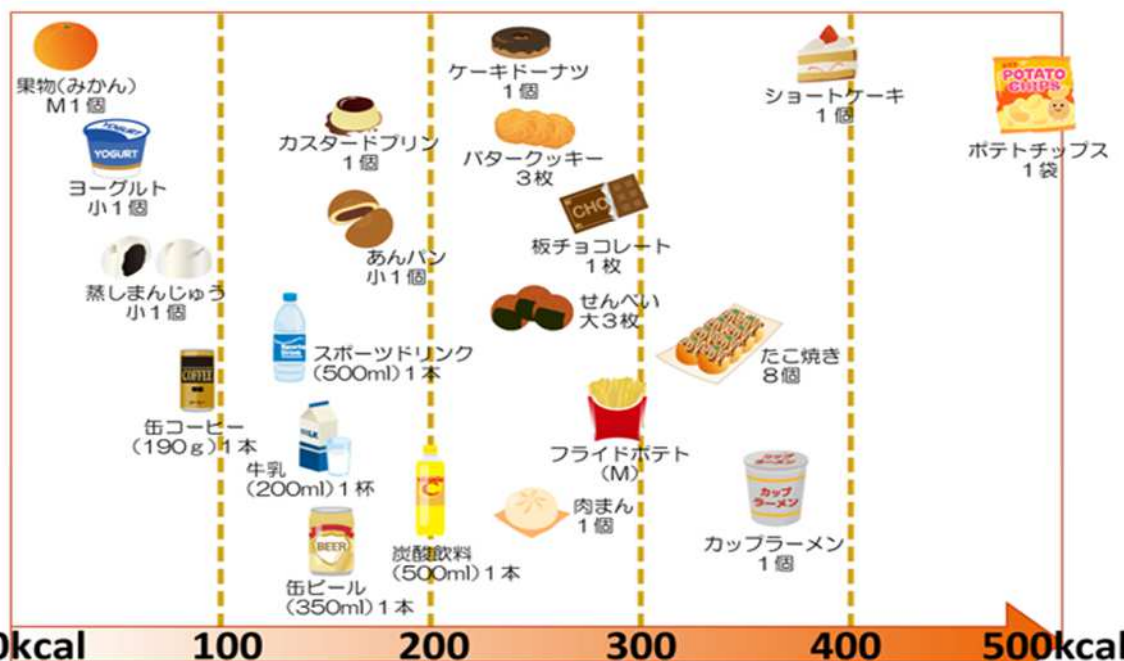 果物(みかん)
M1個
YOGURT
YOGURT
ヨーグルト
小1個
蒸しまんじゅう
小1個
COFFEE
缶コーヒー
(190g)1本
カスタードプリン
1個
あんパン
小1個
スポーツドリンク
(500ml)1本
MILK
牛乳
(200ml)1杯
BEER
缶ビール
(350ml)1本
C
炭酸飲料
(500ml)1本
ケーキドーナツ
1個
バタークッキー
3枚
CHO
板チョコレート
1枚
せんべい
大3枚
フライドポテト
(M)
肉まん
1個
ショートケーキ
1個
たこ焼き
8個
カップ
ラーメン
カップ
ラーメン
カップラーメン
1個
POTATO
CHIPS
ポテトチップス
1袋
0kcal 100 200 300 400 500kcal